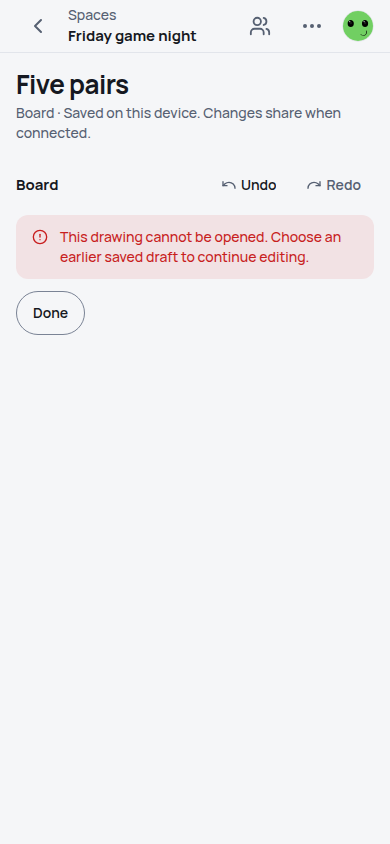 Spaces
Friday game night
Five pairs
Board · Saved on this device. Changes share when
connected.
Board
Undo
Redo
This drawing cannot be opened. Choose an
earlier saved draft to continue editing.
Done